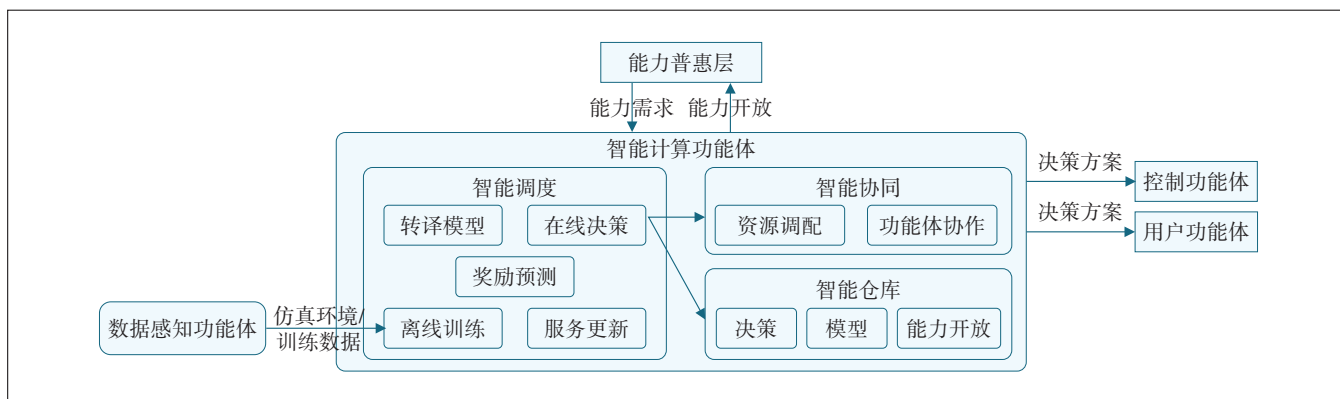 能力普惠层
能力需求 能力开放
智能计算功能体
智能调度
转译模型 在线决策
奖励预测
离线训练 服务更新
智能协同
资源调配 功能体协作
智能仓库
决策 模型 能力开放
数据感知功能体
仿真环境/
训练数据
决策方案
控制功能体
决策方案
用户功能体